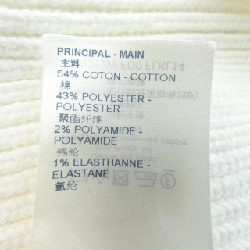 PRINCIPAL - MAIN
主料
54% COTON - COTTON
棉
43% POLYESTER -
POLYESTER
聚酯纤维
2% POLYAMIDE -
POLYAMIDE
锦纶
1% ELASTHANNE -
ELASTANE
氨纶